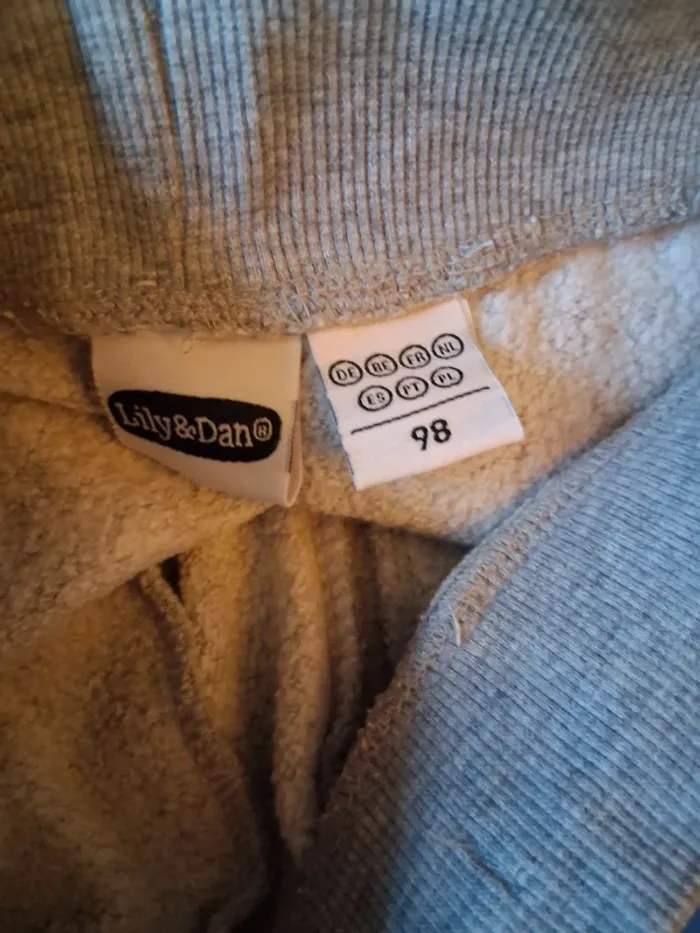 Lily&Dan®
DE BE FR NL
ES PT PL
98